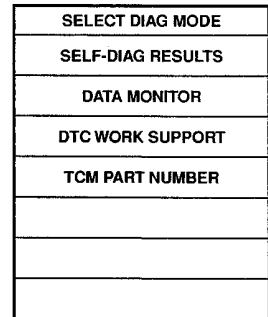 SELECT DIAG MODE
SELF-DIAG RESULTS
DATA MONITOR
DTC WORK SUPPORT
TCM PART NUMBER